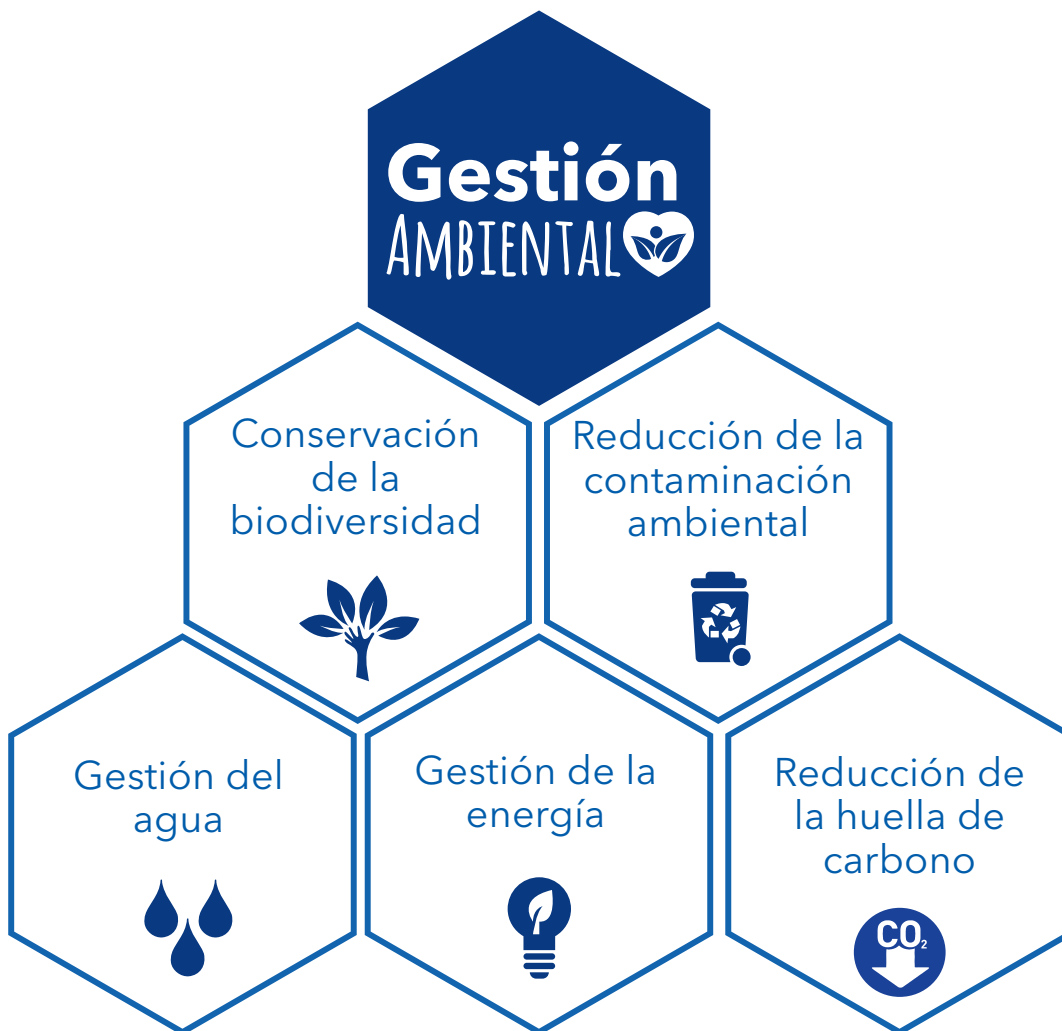 Gestión
AMBIENTAL
Conservación
de la
biodiversidad
Reducción de la
contaminación
ambiental
Gestión del
agua
Gestión de la
energía
Reducción de
la huella de
carbono
CO₂